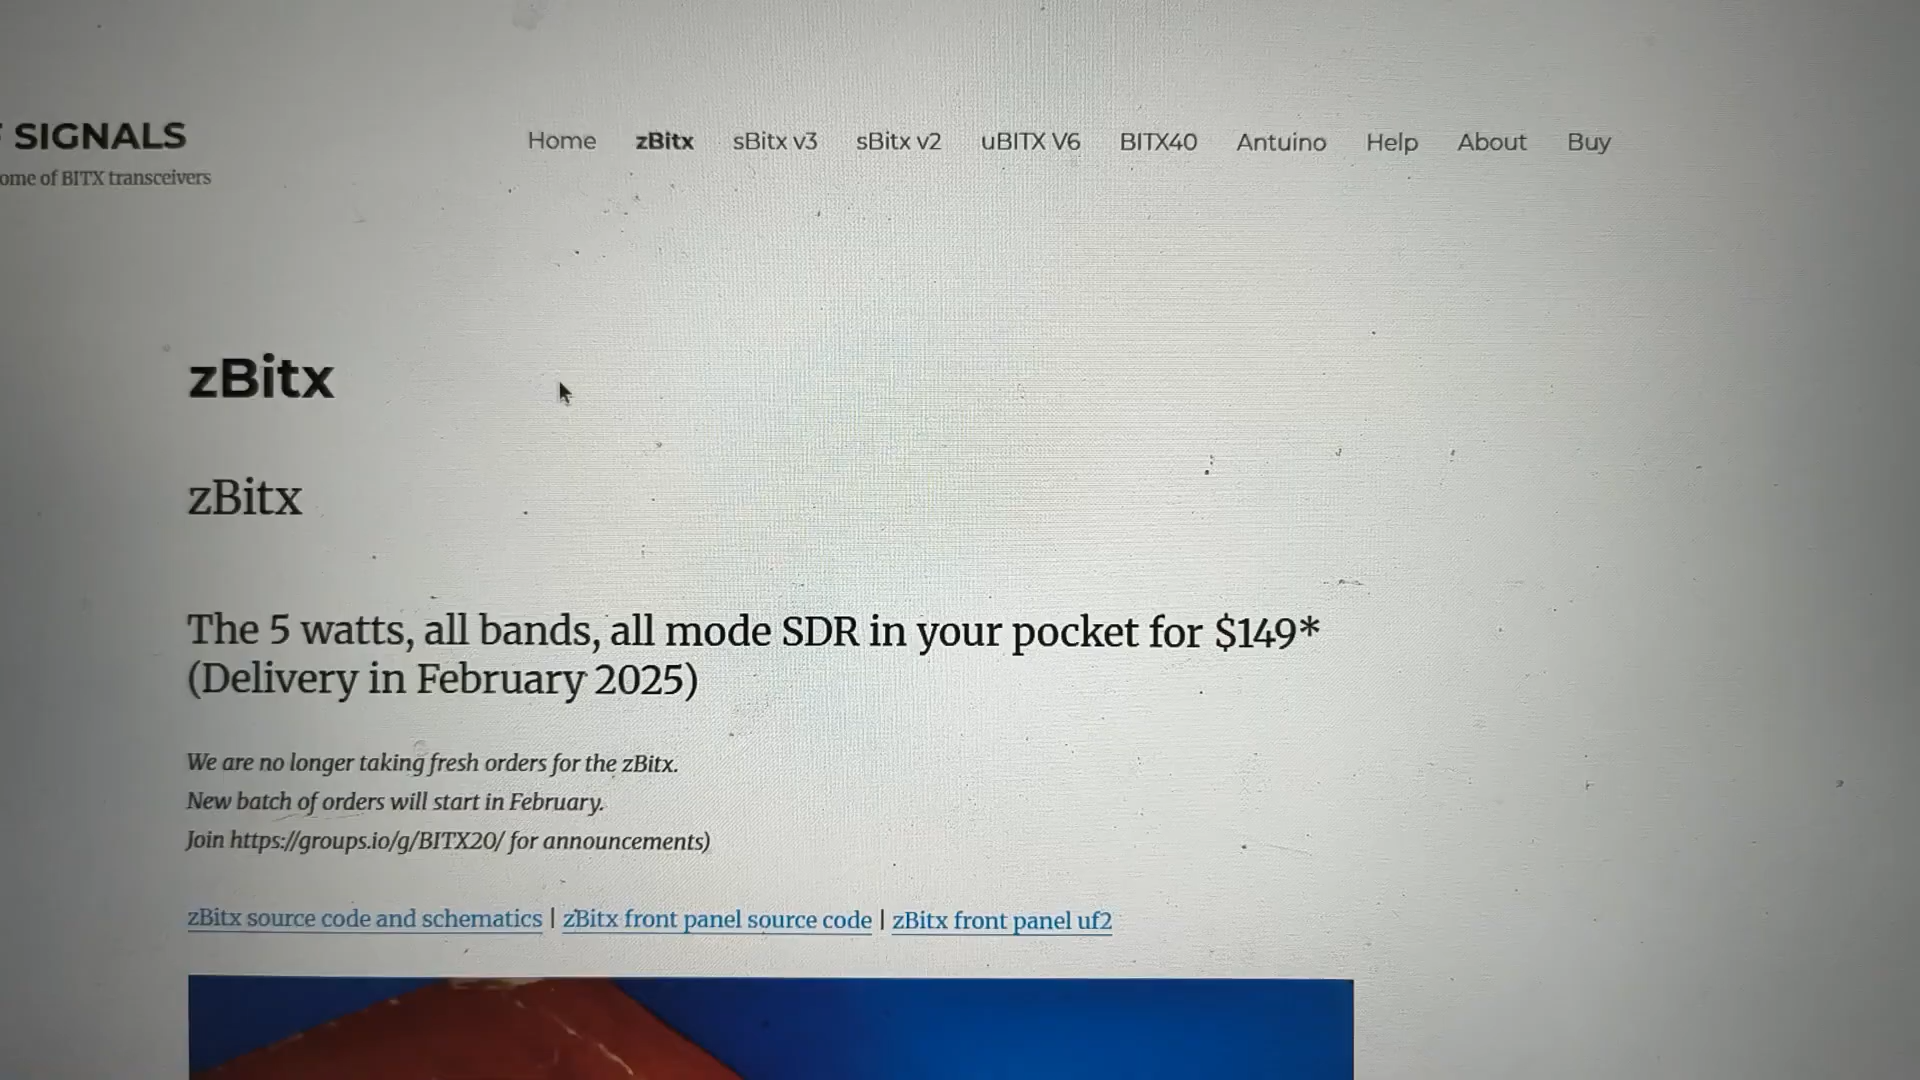 SIGNALS
ome of BITX transceivers
Home zBitx sBitx v3 sBitx v2 uBITX V6 BITX40 Antuino Help About Buy
zBitx
zBitx
The 5 watts, all bands, all mode SDR in your pocket for $149*
(Delivery in February 2025)
We are no longer taking fresh orders for the zBitx.
New batch of orders will start in February.
Join https://groups.io/g/BITX20/ for announcements)
zBitx source code and schematics | zBitx front panel source code | zBitx front panel uf2